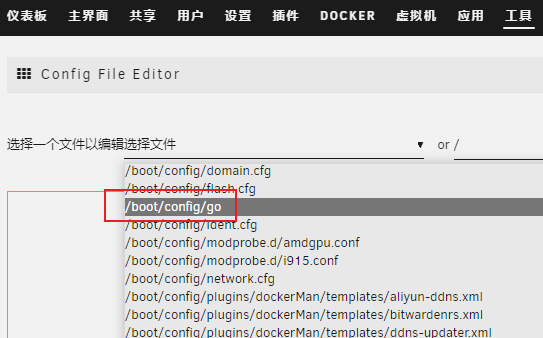 仪表板 主界面 共享 用户 设置 插件 DOCKER 虚拟机 应用 工具
Config File Editor
选择一个文件以编辑选择文件 or /
/boot/config/domain.cfg
/boot/config/flash.cfg
/boot/config/go
/boot/config/ident.cfg
/boot/config/modprobe.d/amdgpu.conf
/boot/config/modprobe.d/i915.conf
/boot/config/network.cfg
/boot/config/plugins/dockerMan/templates/aliyun-ddns.xml
/boot/config/plugins/dockerMan/templates/bitwardenrs.xml
/boot/config/plugins/dockerMan/templates/ddns-updater.xml